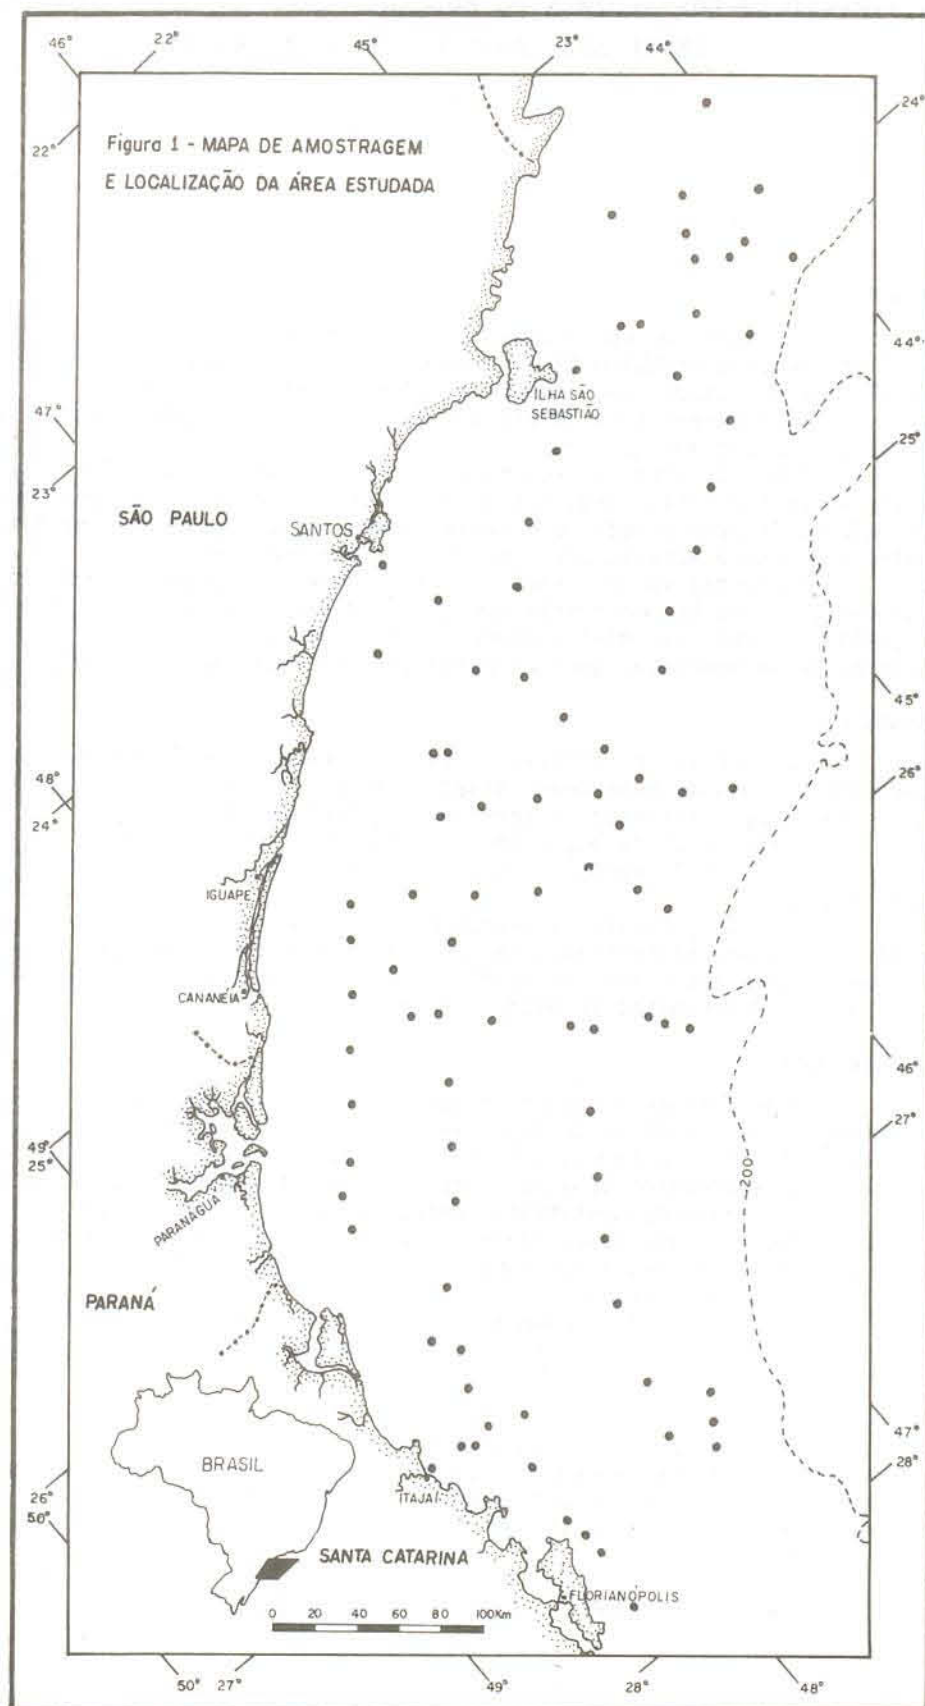 46° 22° 45° 23° 44°
24°
22°
Figura 1 - MAPA DE AMOSTRAGEM
E LOCALIZAÇÃO DA ÁREA ESTUDADA
44°
ILHA SÃO
SEBASTIÃO
47°
25°
23°
SÃO PAULO
SANTOS
45°
48°
26°
24°
IGUAPE
CANANEIA
46°
27°
49°
25°
200
PARANAGUÁ
PARANÁ
47°
BRASIL
28°
26°
ITAJAÍ
50°
SANTA CATARINA
FLORIANÓPOLIS
0 20 40 60 80 100Km
50° 27° 49° 28° 48°